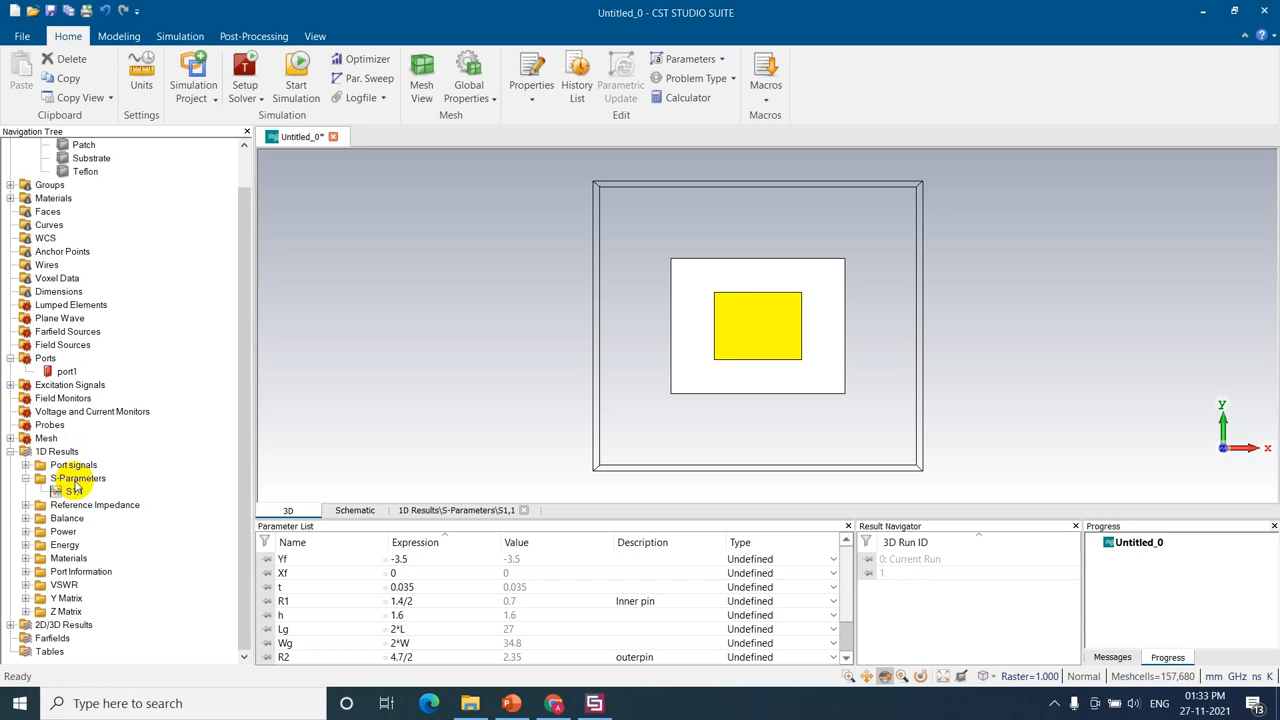 Untitled_0 - CST STUDIO SUITE
File Home Modeling Simulation Post-Processing View
Paste
Delete
Copy
Copy View
Clipboard
Units
Settings
Simulation Project
Setup Solver
Start Simulation
Optimizer
Par. Sweep
Logfile
Simulation
Mesh View
Global Properties
Mesh
Properties
History List
Parametric Update
Parameters
Problem Type
Calculator
Edit
Macros
Macros
Navigation Tree
Patch
Substrate
Teflon
Groups
Materials
Faces
Curves
WCS
Anchor Points
Wires
Voxel Data
Dimensions
Lumped Elements
Plane Wave
Farfield Sources
Field Sources
Ports
port1
Excitation Signals
Field Monitors
Voltage and Current Monitors
Probes
Mesh
1D Results
Port signals
S-Parameters
S1,1
Reference Impedance
Balance
Power
Energy
Materials
Port Information
VSWR
Y Matrix
Z Matrix
2D/3D Results
Farfields
Tables
Untitled_0*
y
x
3D Schematic 1D Results\S-Parameters\S1,1
Parameter List
Name Expression Value Description Type
Yf = -3.5 -3.5 Undefined
Xf = 0 0 Undefined
t = 0.035 0.035 Undefined
R1 = 1.4/2 0.7 Inner pin Undefined
h = 1.6 1.6 Undefined
Lg = 2*L 27 Undefined
Wg = 2*W 34.8 Undefined
R2 = 4.7/2 2.35 outerpin Undefined
Result Navigator
3D Run ID
0: Current Run
1
Progress
Untitled_0
Messages Progress
Ready
Raster=1.000 Normal Meshcells=157,680 mm GHz ns K
Type here to search
ENG
01:33 PM
27-11-2021
13